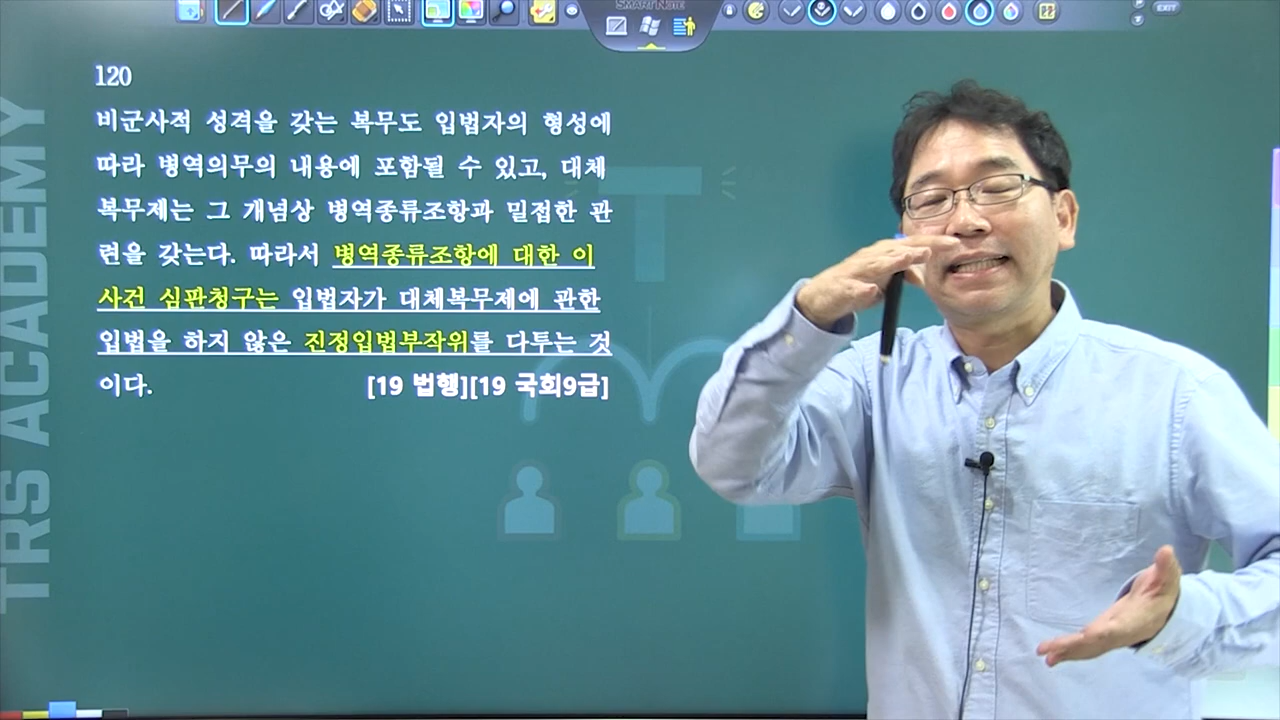 SMART NOTE
EXIT
TRS ACADEMY
120
비군사적 성격을 갖는 복무도 입법자의 형성에
따라 병역의무의 내용에 포함될 수 있고, 대체
복무제는 그 개념상 병역종류조항과 밀접한 관
련을 갖는다. 따라서 병역종류조항에 대한 이
사건 심판청구는 입법자가 대체복무제에 관한
입법을 하지 않은 진정입법부작위를 다투는 것
이다. [19 법행][19 국회9급]